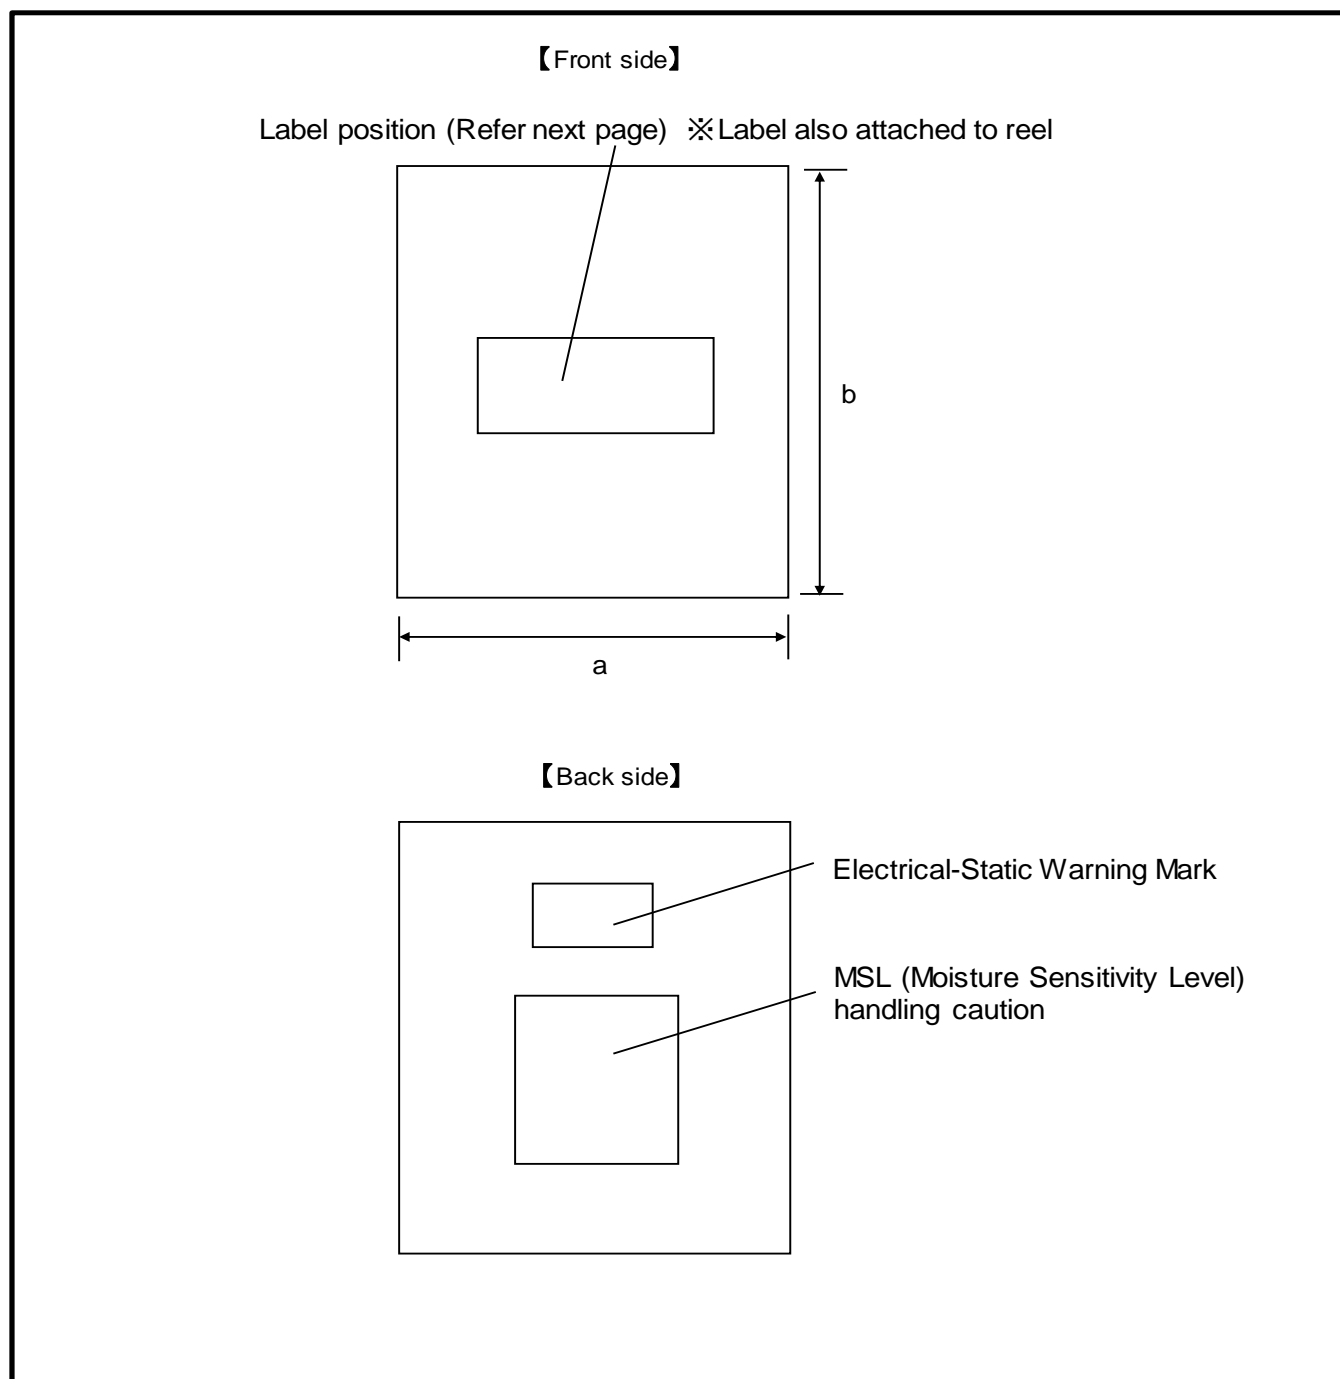 【Front side】
Label position (Refer next page) ※Label also attached to reel
b
a
【Back side】
Electrical-Static Warning Mark
MSL (Moisture Sensitivity Level)
handling caution